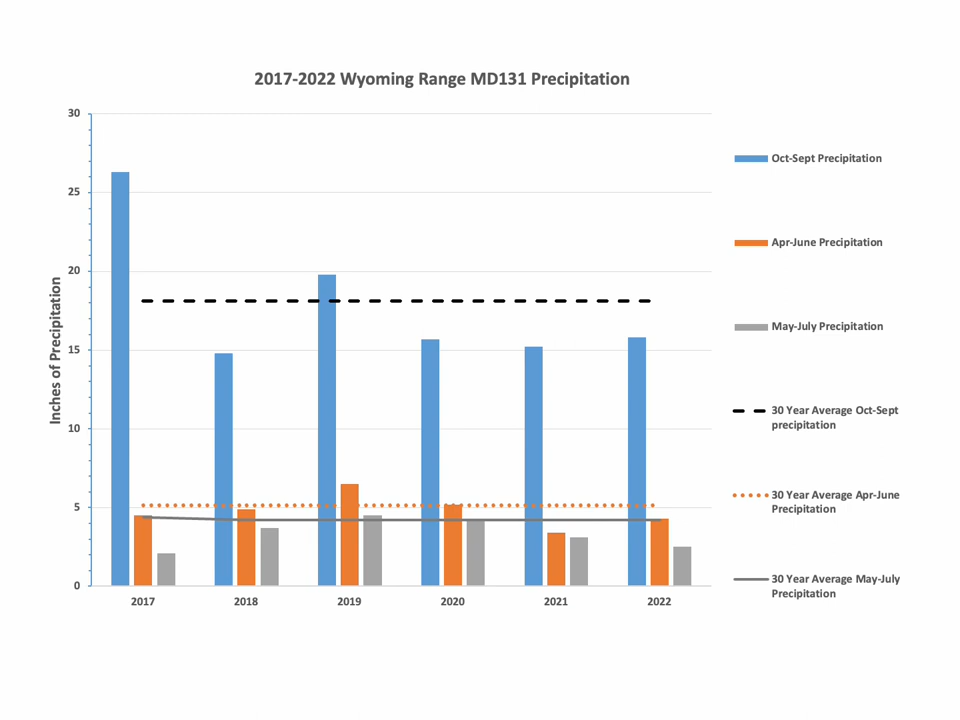 2017-2022 Wyoming Range MD131 Precipitation
Inches of Precipitation
30
25
20
15
10
5
0
2017 2018 2019 2020 2021 2022
Oct-Sept Precipitation
Apr-June Precipitation
May-July Precipitation
30 Year Average Oct-Sept
precipitation
30 Year Average Apr-June
Precipitation
30 Year Average May-July
Precipitation